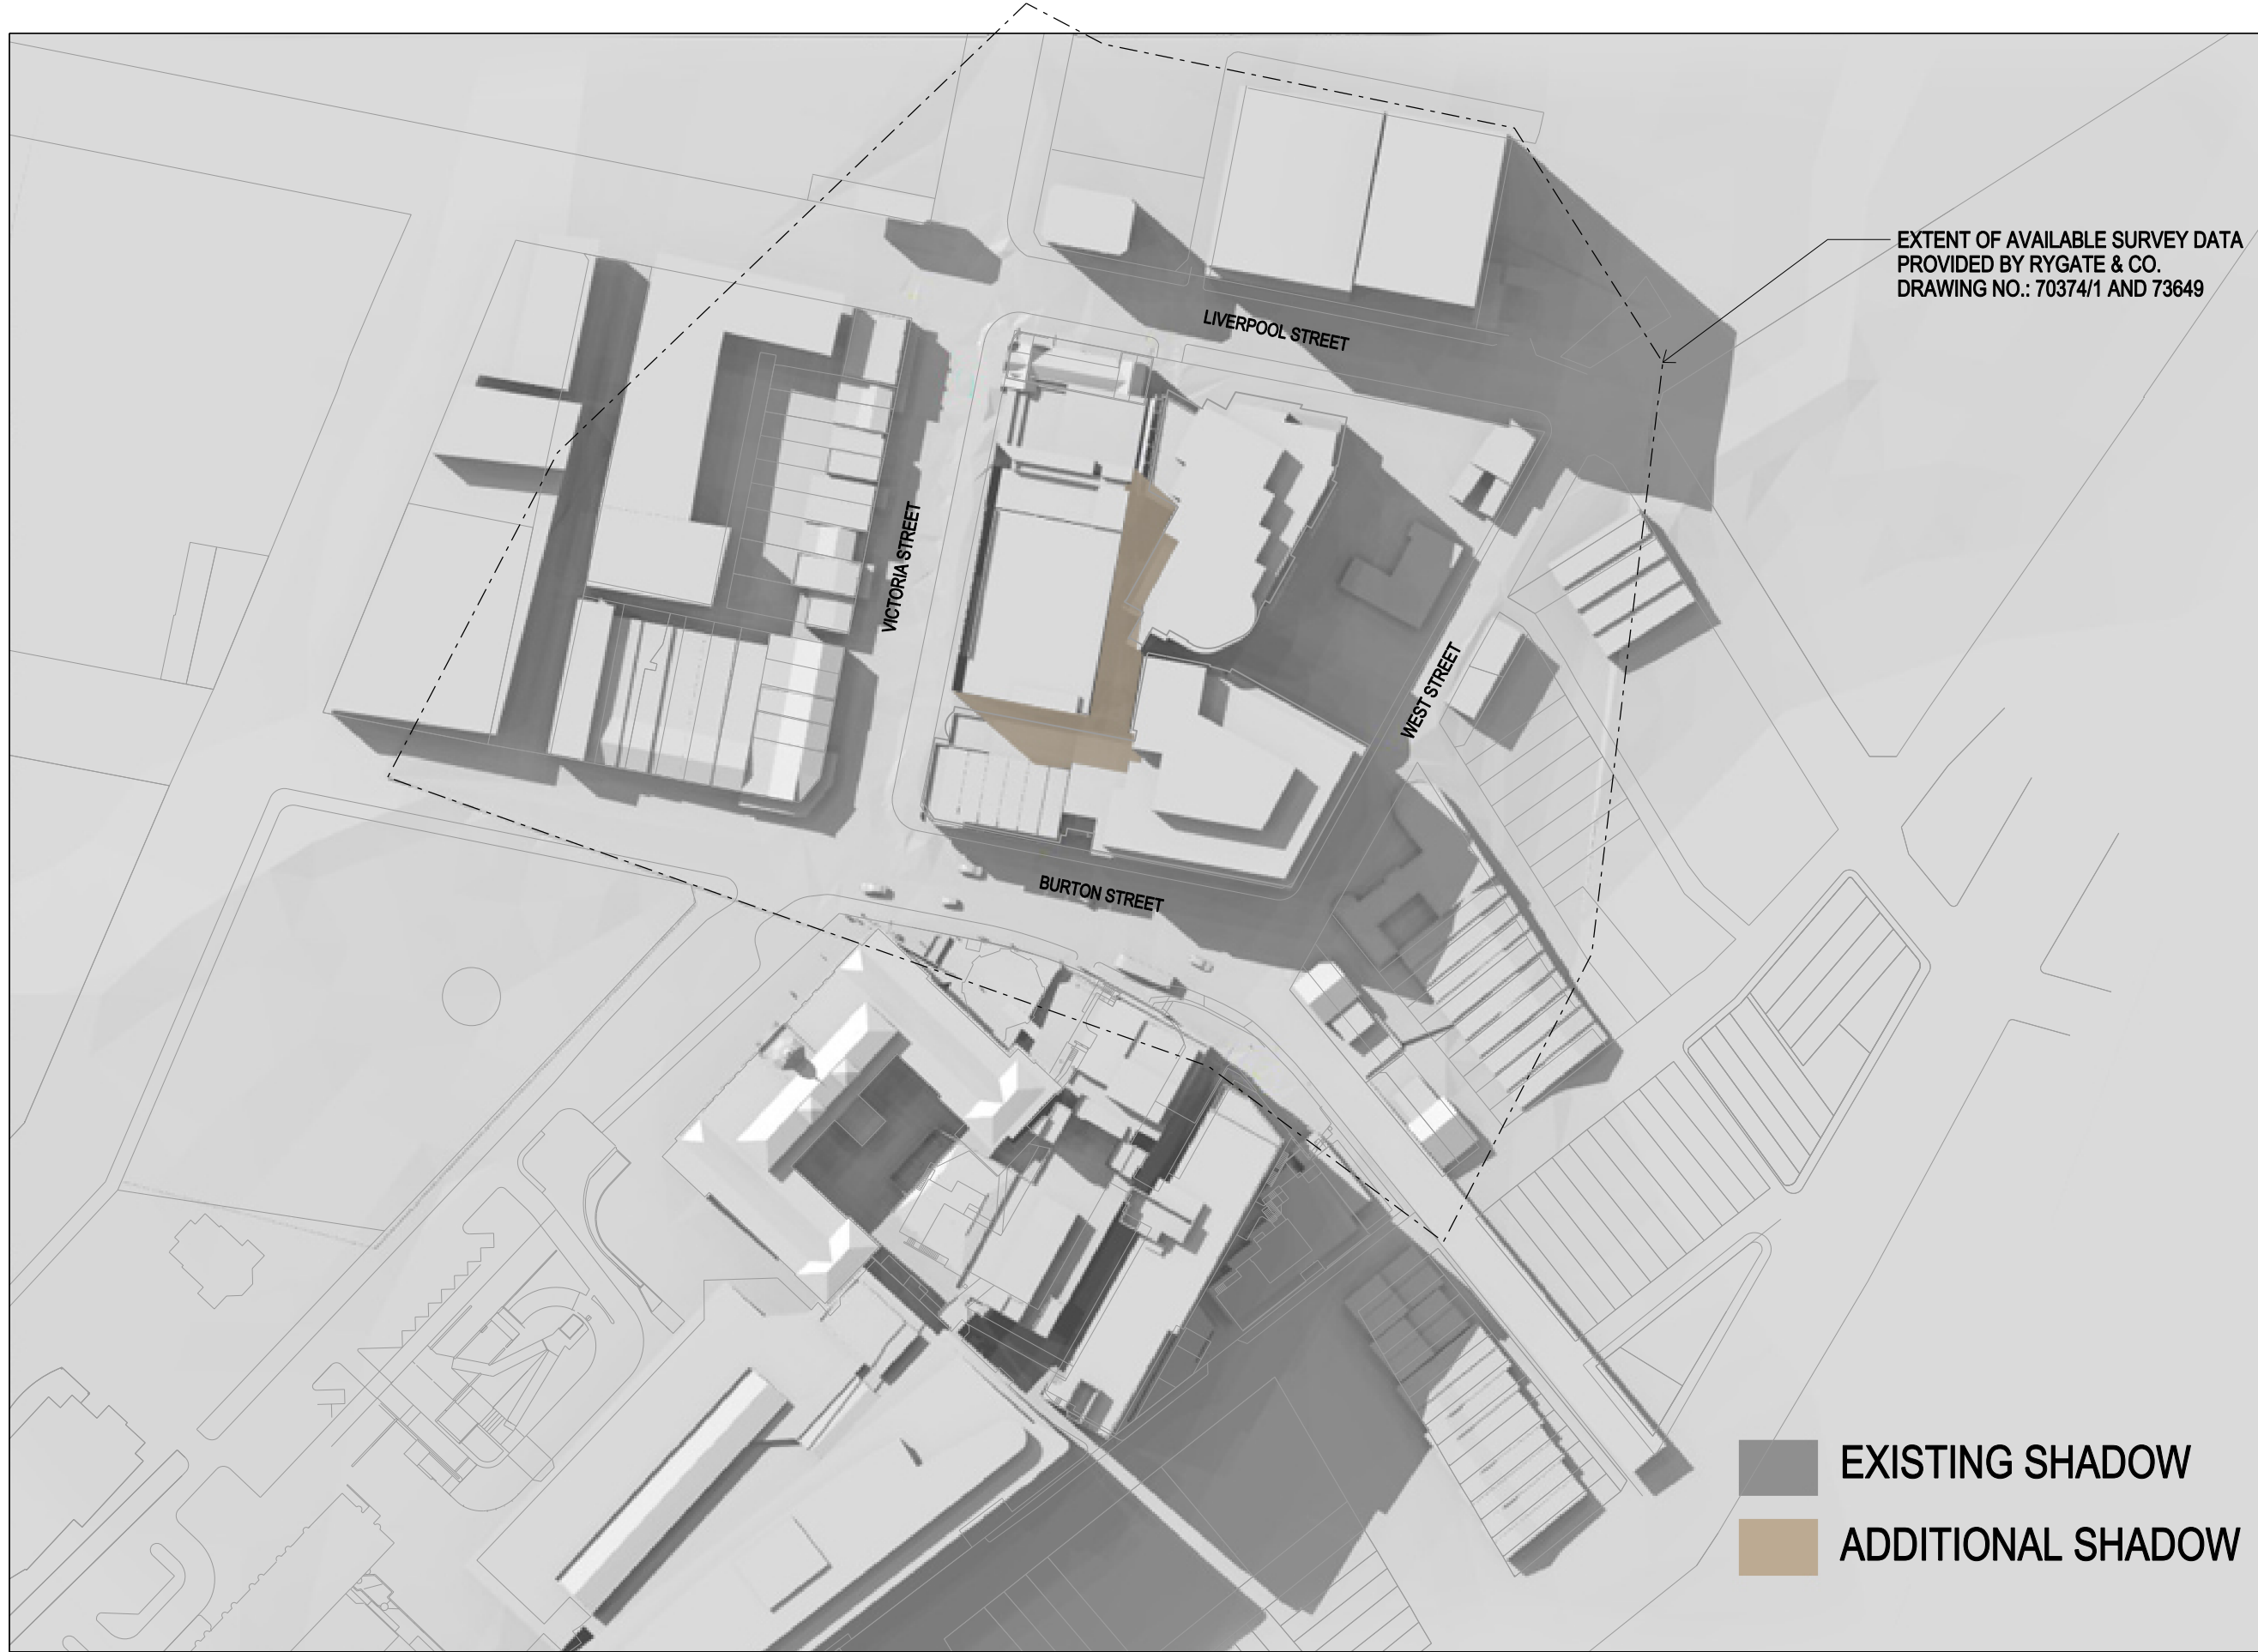 EXTENT OF AVAILABLE SURVEY DATA
PROVIDED BY RYGATE & CO.
DRAWING NO.: 70374/1 AND 73649
LIVERPOOL STREET
VICTORIA STREET
WEST STREET
BURTON STREET
EXISTING SHADOW
ADDITIONAL SHADOW